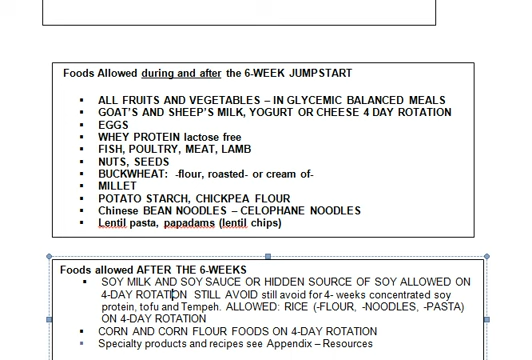 Foods Allowed during and after the 6-WEEK JUMPSTART
▪ ALL FRUITS AND VEGETABLES – IN GLYCEMIC BALANCED MEALS
▪ GOAT'S AND SHEEP'S MILK, YOGURT OR CHEESE 4 DAY ROTATION
▪ EGGS
▪ WHEY PROTEIN lactose free
▪ FISH, POULTRY, MEAT, LAMB
▪ NUTS, SEEDS
▪ BUCKWHEAT: -flour, roasted- or cream of-
▪ MILLET
▪ POTATO STARCH, CHICKPEA FLOUR
▪ Chinese BEAN NOODLES – CELOPHANE NOODLES
▪ Lentil pasta, papadams (lentil chips)
Foods allowed AFTER THE 6-WEEKS
▪ SOY MILK AND SOY SAUCE OR HIDDEN SOURCE OF SOY ALLOWED ON
4-DAY ROTATION STILL AVOID still avoid for 4- weeks concentrated soy
protein, tofu and Tempeh. ALLOWED: RICE (-FLOUR, -NOODLES, -PASTA)
ON 4-DAY ROTATION
▪ CORN AND CORN FLOUR FOODS ON 4-DAY ROTATION
▪ Specialty products and recipes see Appendix – Resources